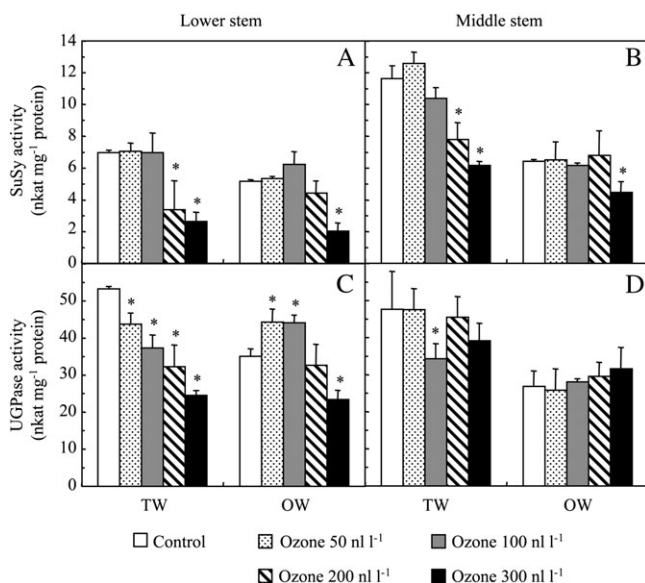 Lower stem Middle stem
SuSy activity
(nkat mg⁻¹ protein)
14
12
10
8
6
4
2
0
A
* * *
B
* * *
UGPase activity
(nkat mg⁻¹ protein)
50
40
30
20
10
0
C
* * * * * * *
D
*
TW OW TW OW
Control Ozone 50 nl l⁻¹ Ozone 100 nl l⁻¹
Ozone 200 nl l⁻¹ Ozone 300 nl l⁻¹